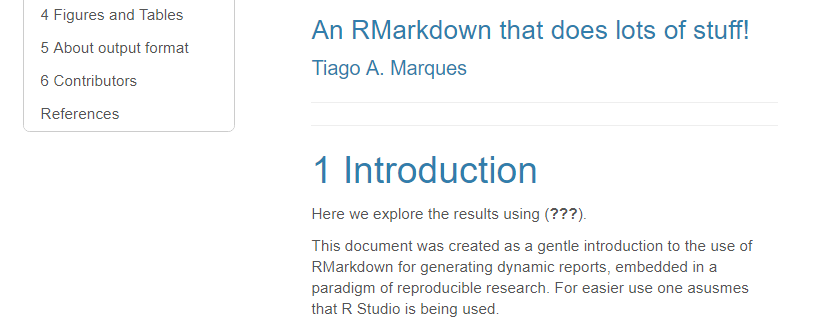 4 Figures and Tables
5 About output format
6 Contributors
References
An RMarkdown that does lots of stuff!
Tiago A. Marques
1 Introduction
Here we explore the results using (???).
This document was created as a gentle introduction to the use of
RMarkdown for generating dynamic reports, embedded in a
paradigm of reproducible research. For easier use one asusmes
that R Studio is being used.